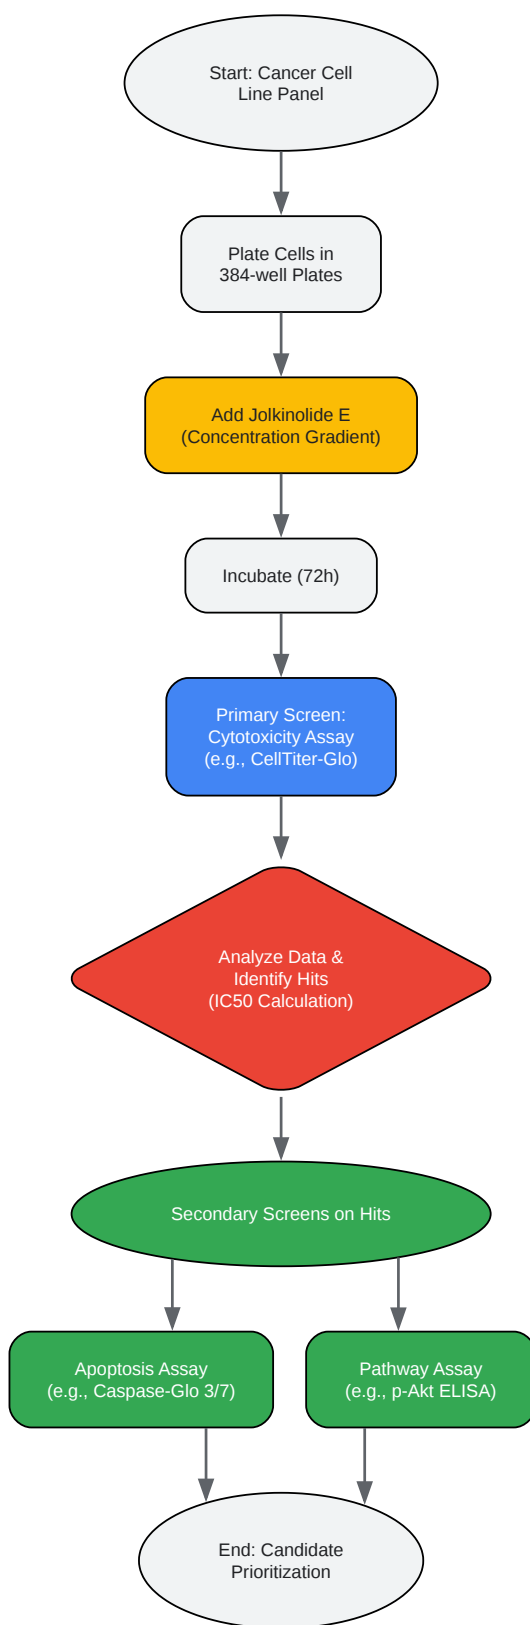 Start: Cancer Cell
Line Panel
Plate Cells in
384-well Plates
Add Jolkinolide E
(Concentration Gradient)
Incubate (72h)
Primary Screen:
Cytotoxicity Assay
(e.g., CellTiter-Glo)
Analyze Data &
Identify Hits
(IC50 Calculation)
Secondary Screens on Hits
Apoptosis Assay
(e.g., Caspase-Glo 3/7)
Pathway Assay
(e.g., p-Akt ELISA)
End: Candidate
Prioritization